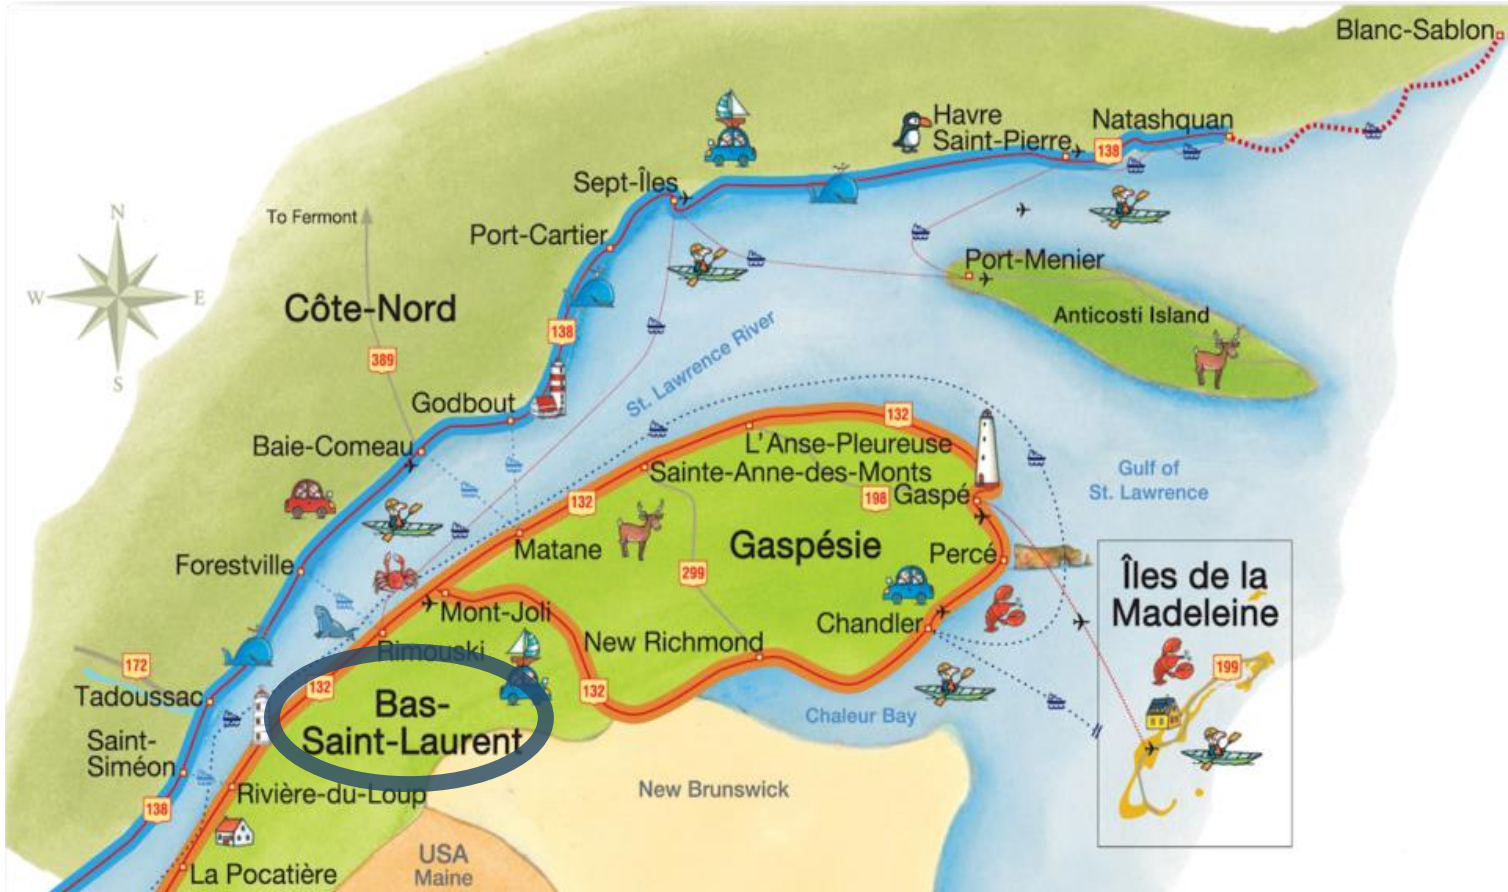 Blanc-Sablon
Havre
Saint-Pierre
138
Natashquan
Sept-Îles
N
W
E
S
To Fermont
Port-Cartier
Port-Menier
Côte-Nord
Anticosti Island
138
389
St. Lawrence River
Godbout
132
Baie-Comeau
L'Anse-Pleureuse
Sainte-Anne-des-Monts
198
Gaspé
Gulf of
St. Lawrence
132
Matane
Gaspésie
Percé
Forestville
299
Îles de la
Madeleine
Mont-Joli
Chandler
New Richmond
Rimouski
172
132
132
199
Tadoussac
Bas-
Saint-Laurent
Chaleur Bay
Saint-
Siméon
138
Rivière-du-Loup
New Brunswick
USA
Maine
La Pocatière